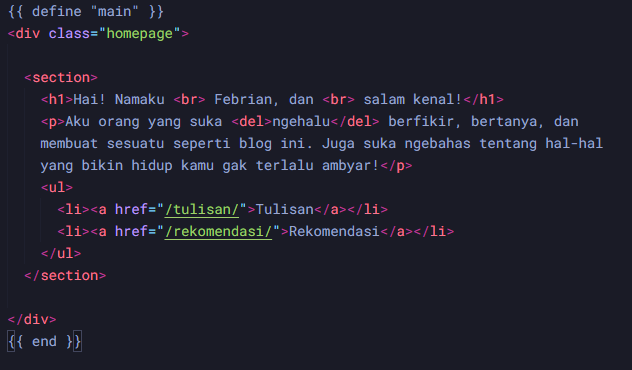 {{ define "main" }}
<div class="homepage">
<section>
<h1>Hai! Namaku <br> Febrian, dan <br> salam kenal!</h1>
<p>Aku orang yang suka <del>ngehalu</del> berfikir, bertanya, dan
membuat sesuatu seperti blog ini. Juga suka ngebahas tentang hal-hal
yang bikin hidup kamu gak terlalu ambyar!</p>
<ul>
<li><a href="/tulisan/">Tulisan</a></li>
<li><a href="/rekomendasi/">Rekomendasi</a></li>
</ul>
</section>
</div>
{{ end }}